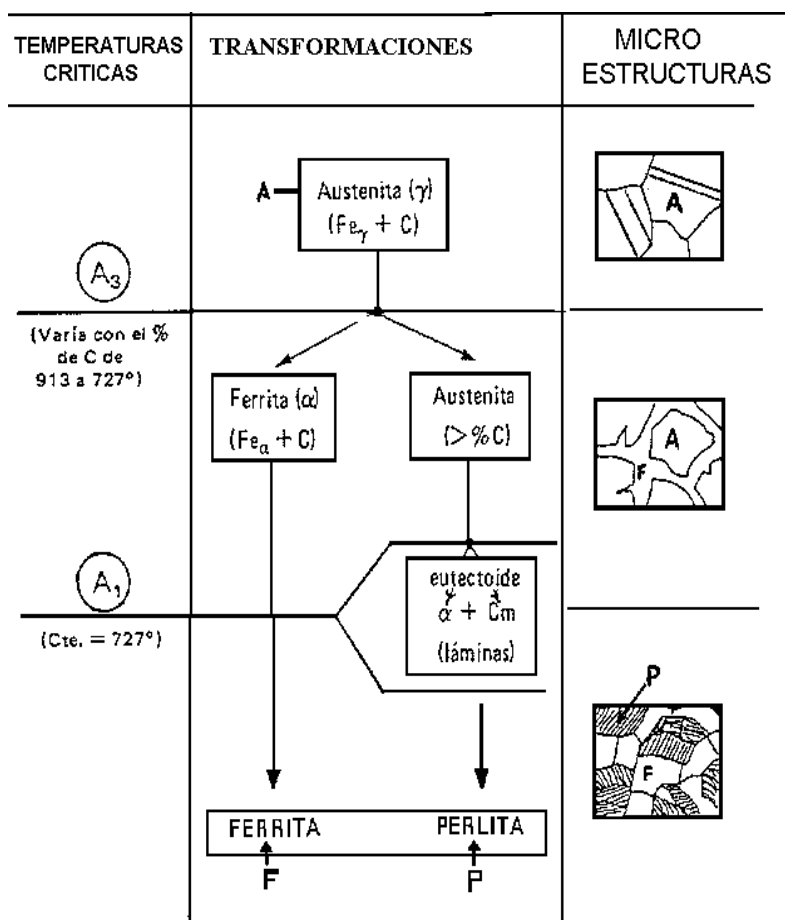 TEMPERATURAS
CRITICAS
TRANSFORMACIONES
MICRO
ESTRUCTURAS
A
Austenita (γ)
(Feγ + C)
A
A3
(Varía con el %
de C de
913 a 727°)
Ferrita (α)
(Feα + C)
Austenita
(>%C)
A
F
A1
(Cte. = 727°)
eutectoide
α + Cm
(láminas)
P
F
FERRITA
PERLITA
F
P